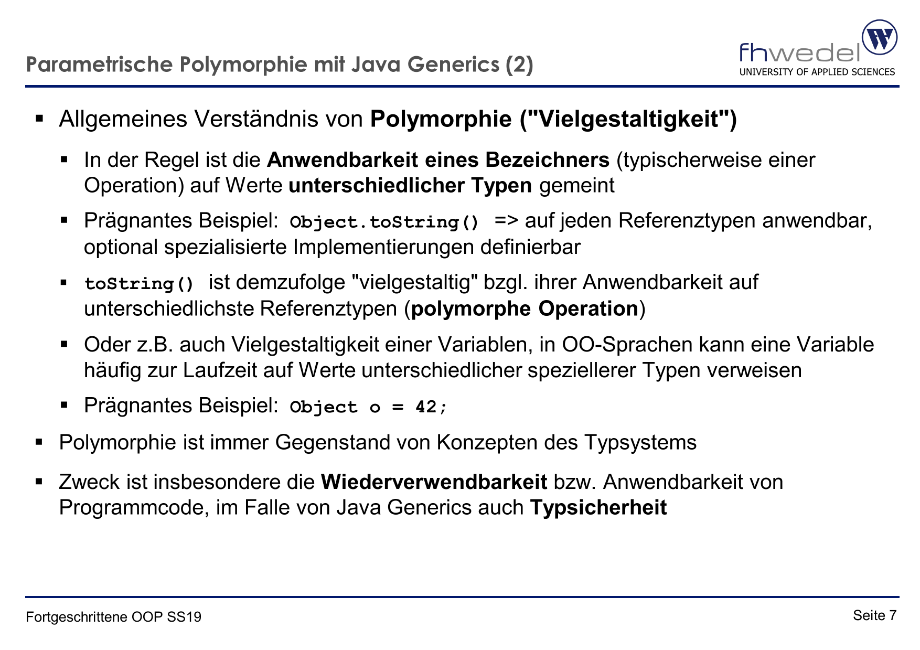 Parametrische Polymorphie mit Java Generics (2)
fhwedel
UNIVERSITY OF APPLIED SCIENCES
▪ Allgemeines Verständnis von Polymorphie ("Vielgestaltigkeit")
▪ In der Regel ist die Anwendbarkeit eines Bezeichners (typischerweise einer
Operation) auf Werte unterschiedlicher Typen gemeint
▪ Prägnantes Beispiel: Object.toString() => auf jeden Referenztypen anwendbar,
optional spezialisierte Implementierungen definierbar
▪ toString() ist demzufolge "vielgestaltig" bzgl. ihrer Anwendbarkeit auf
unterschiedlichste Referenztypen (polymorphe Operation)
▪ Oder z.B. auch Vielgestaltigkeit einer Variablen, in OO-Sprachen kann eine Variable
häufig zur Laufzeit auf Werte unterschiedlicher speziellerer Typen verweisen
▪ Prägnantes Beispiel: Object o = 42;
▪ Polymorphie ist immer Gegenstand von Konzepten des Typsystems
▪ Zweck ist insbesondere die Wiederverwendbarkeit bzw. Anwendbarkeit von
Programmcode, im Falle von Java Generics auch Typsicherheit
Fortgeschrittene OOP SS19
Seite 7